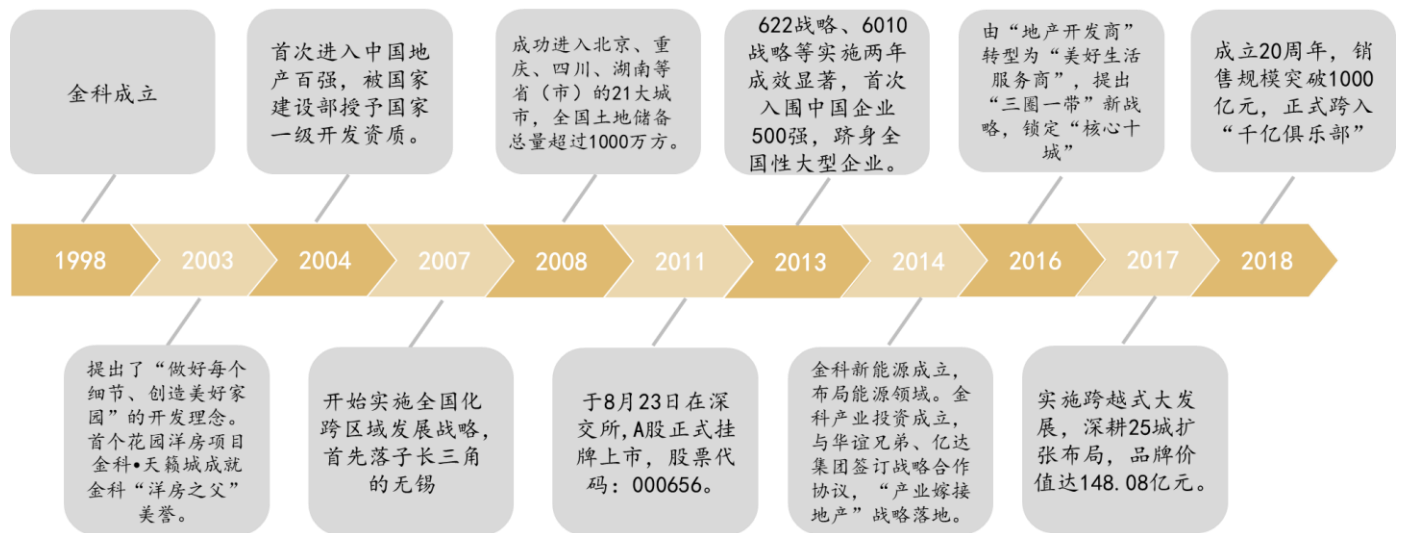 金科成立
首次进入中国地
产百强，被国家
建设部授予国家
一级开发资质。
成功进入北京、重
庆、四川、湖南等
省（市）的21大城
市，全国土地储备
总量超过1000万方。
622战略、6010
战略等实施两年
成效显著，首次
入围中国企业
500强，跻身全
国性大型企业。
由“地产开发商”
转型为“美好生活
服务商”，提出
“三圈一带”新战
略，锁定“核心十
城”
成立20周年，销
售规模突破1000
亿元，正式跨入
“千亿俱乐部”
1998
2003
2004
2007
2008
2011
2013
2014
2016
2017
2018
提出了“做好每个
细节、创造美好家
园”的开发理念。
首个花园洋房项目
金科•天籁城成就
金科“洋房之父”
美誉。
开始实施全国化
跨区域发展战略，
首先落子长三角
的无锡
于8月23日在深
交所,A股正式挂
牌上市，股票代
码：000656。
金科新能源成立，
布局能源领域。金
科产业投资成立，
与华谊兄弟、亿达
集团签订战略合作
协议，“产业嫁接
地产”战略落地。
实施跨越式大发
展，深耕25城扩
张布局，品牌价
值达148.08亿元。